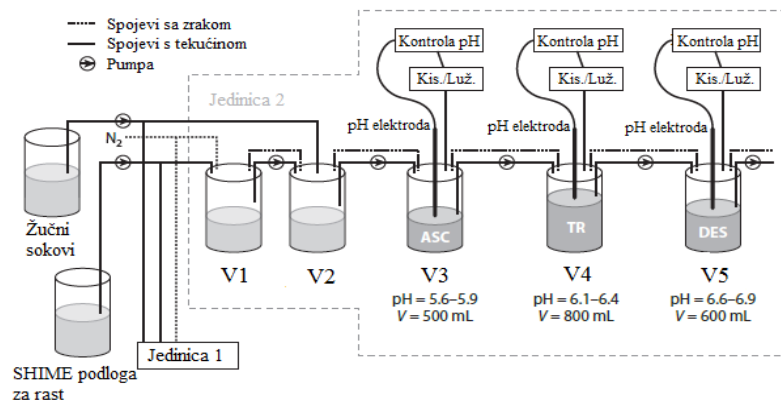 Spojevi sa zrakom
Spojevi s tekućinom
Pumpa
Kontrola pH
Kontrola pH
Kontrola pH
Kis./Luž.
Kis./Luž.
Kis./Luž.
Jedinica 2
pH elektroda
pH elektroda
pH elektroda
N2
Žučni
sokovi
ASC
TR
DES
V1
V2
V3
V4
V5
pH = 5.6–5.9
V = 500 mL
pH = 6.1–6.4
V = 800 mL
pH = 6.6–6.9
V = 600 mL
Jedinica 1
SHIME podloga
za rast